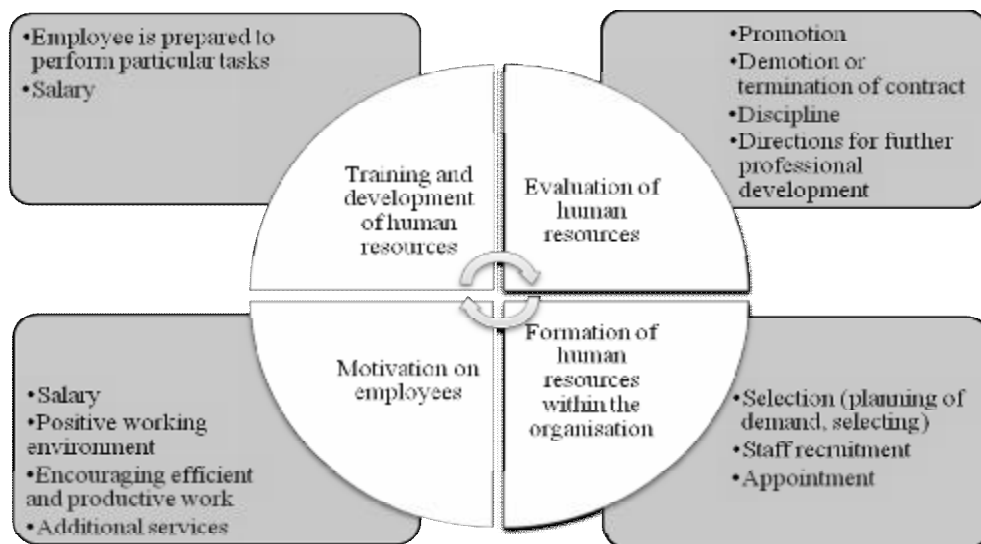 •Employee is prepared to
perform particular tasks
•Salary
•Promotion
•Demotion or
termination of contract
•Discipline
•Directions for further
professional
development
Training and
development
of human
resources
Evaluation of
human
resources
Motivation on
employees
Formation of
human
resources
within the
organisation
•Salary
•Positive working
environment
•Encouraging efficient
and productive work
•Additional services
•Selection (planning of
demand, selecting)
•Staff recruitment
•Appointment